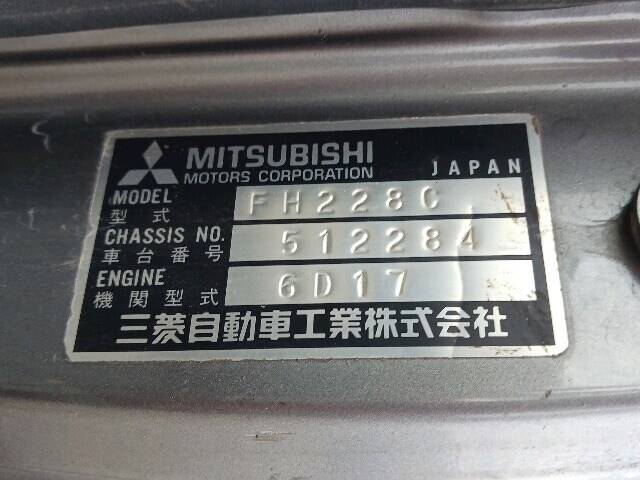 MITSUBISHI
MOTORS CORPORATION JAPAN
MODEL FH228C
型式
CHASSIS NO. 512284
車台番号
ENGINE 6D17
機関型式
三菱自動車工業株式会社